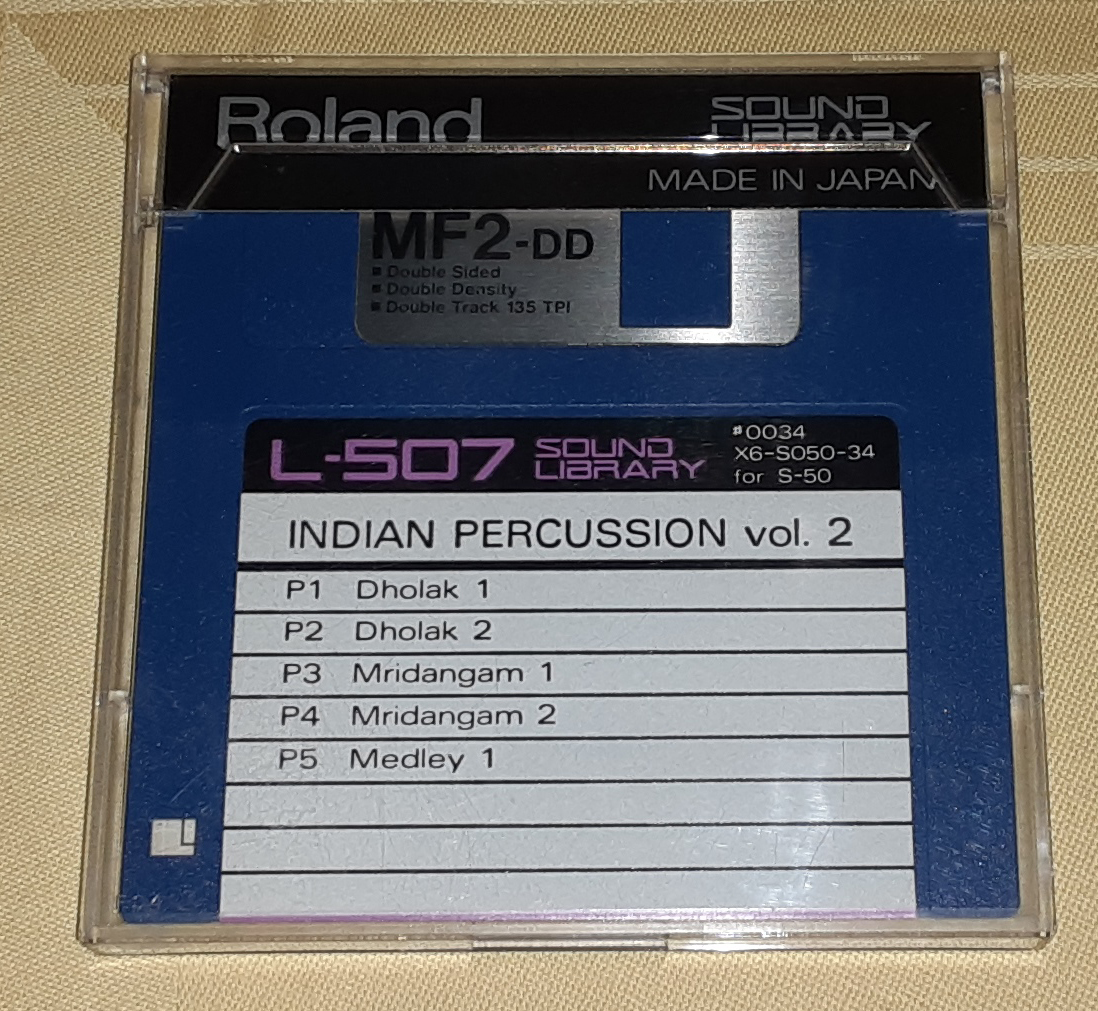 Roland
SOUND
LIBRARY
MADE IN JAPAN
MF2-DD
Double Sided
Double Density
Double Track 135 TPI
L-507
SOUND
LIBRARY
#0034
X6-S050-34
for S-50
INDIAN PERCUSSION vol. 2
P1 Dholak 1
P2 Dholak 2
P3 Mridangam 1
P4 Mridangam 2
P5 Medley 1